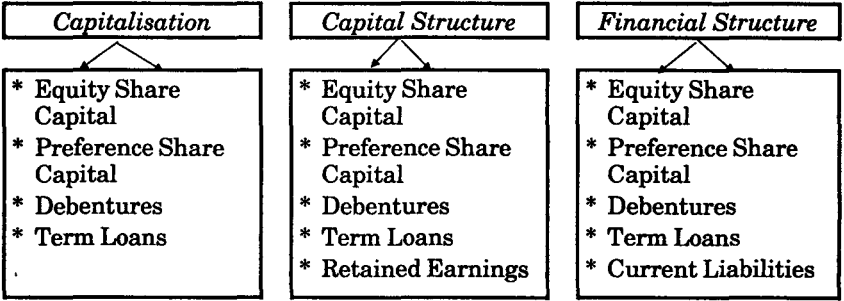 Capitalisation
* Equity Share
Capital
* Preference Share
Capital
* Debentures
* Term Loans
Capital Structure
* Equity Share
Capital
* Preference Share
Capital
* Debentures
* Term Loans
* Retained Earnings
Financial Structure
* Equity Share
Capital
* Preference Share
Capital
* Debentures
* Term Loans
* Current Liabilities